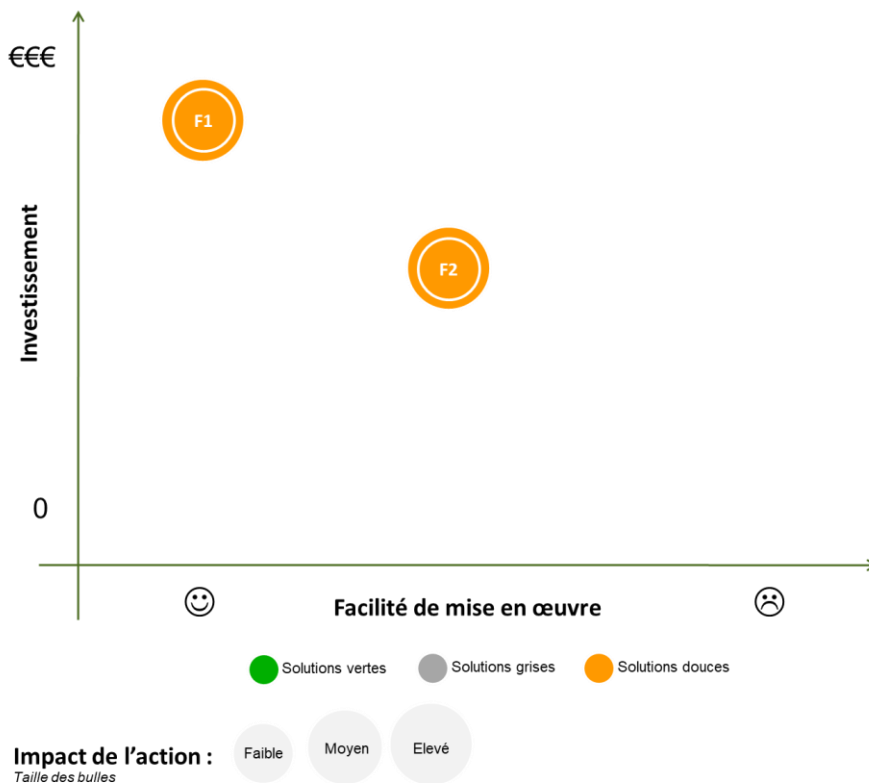 €€€
F1
Investissement
F2
0
Facilité de mise en œuvre
Solutions vertes
Solutions grises
Solutions douces
Impact de l’action :
Faible
Moyen
Elevé
Taille des bulles